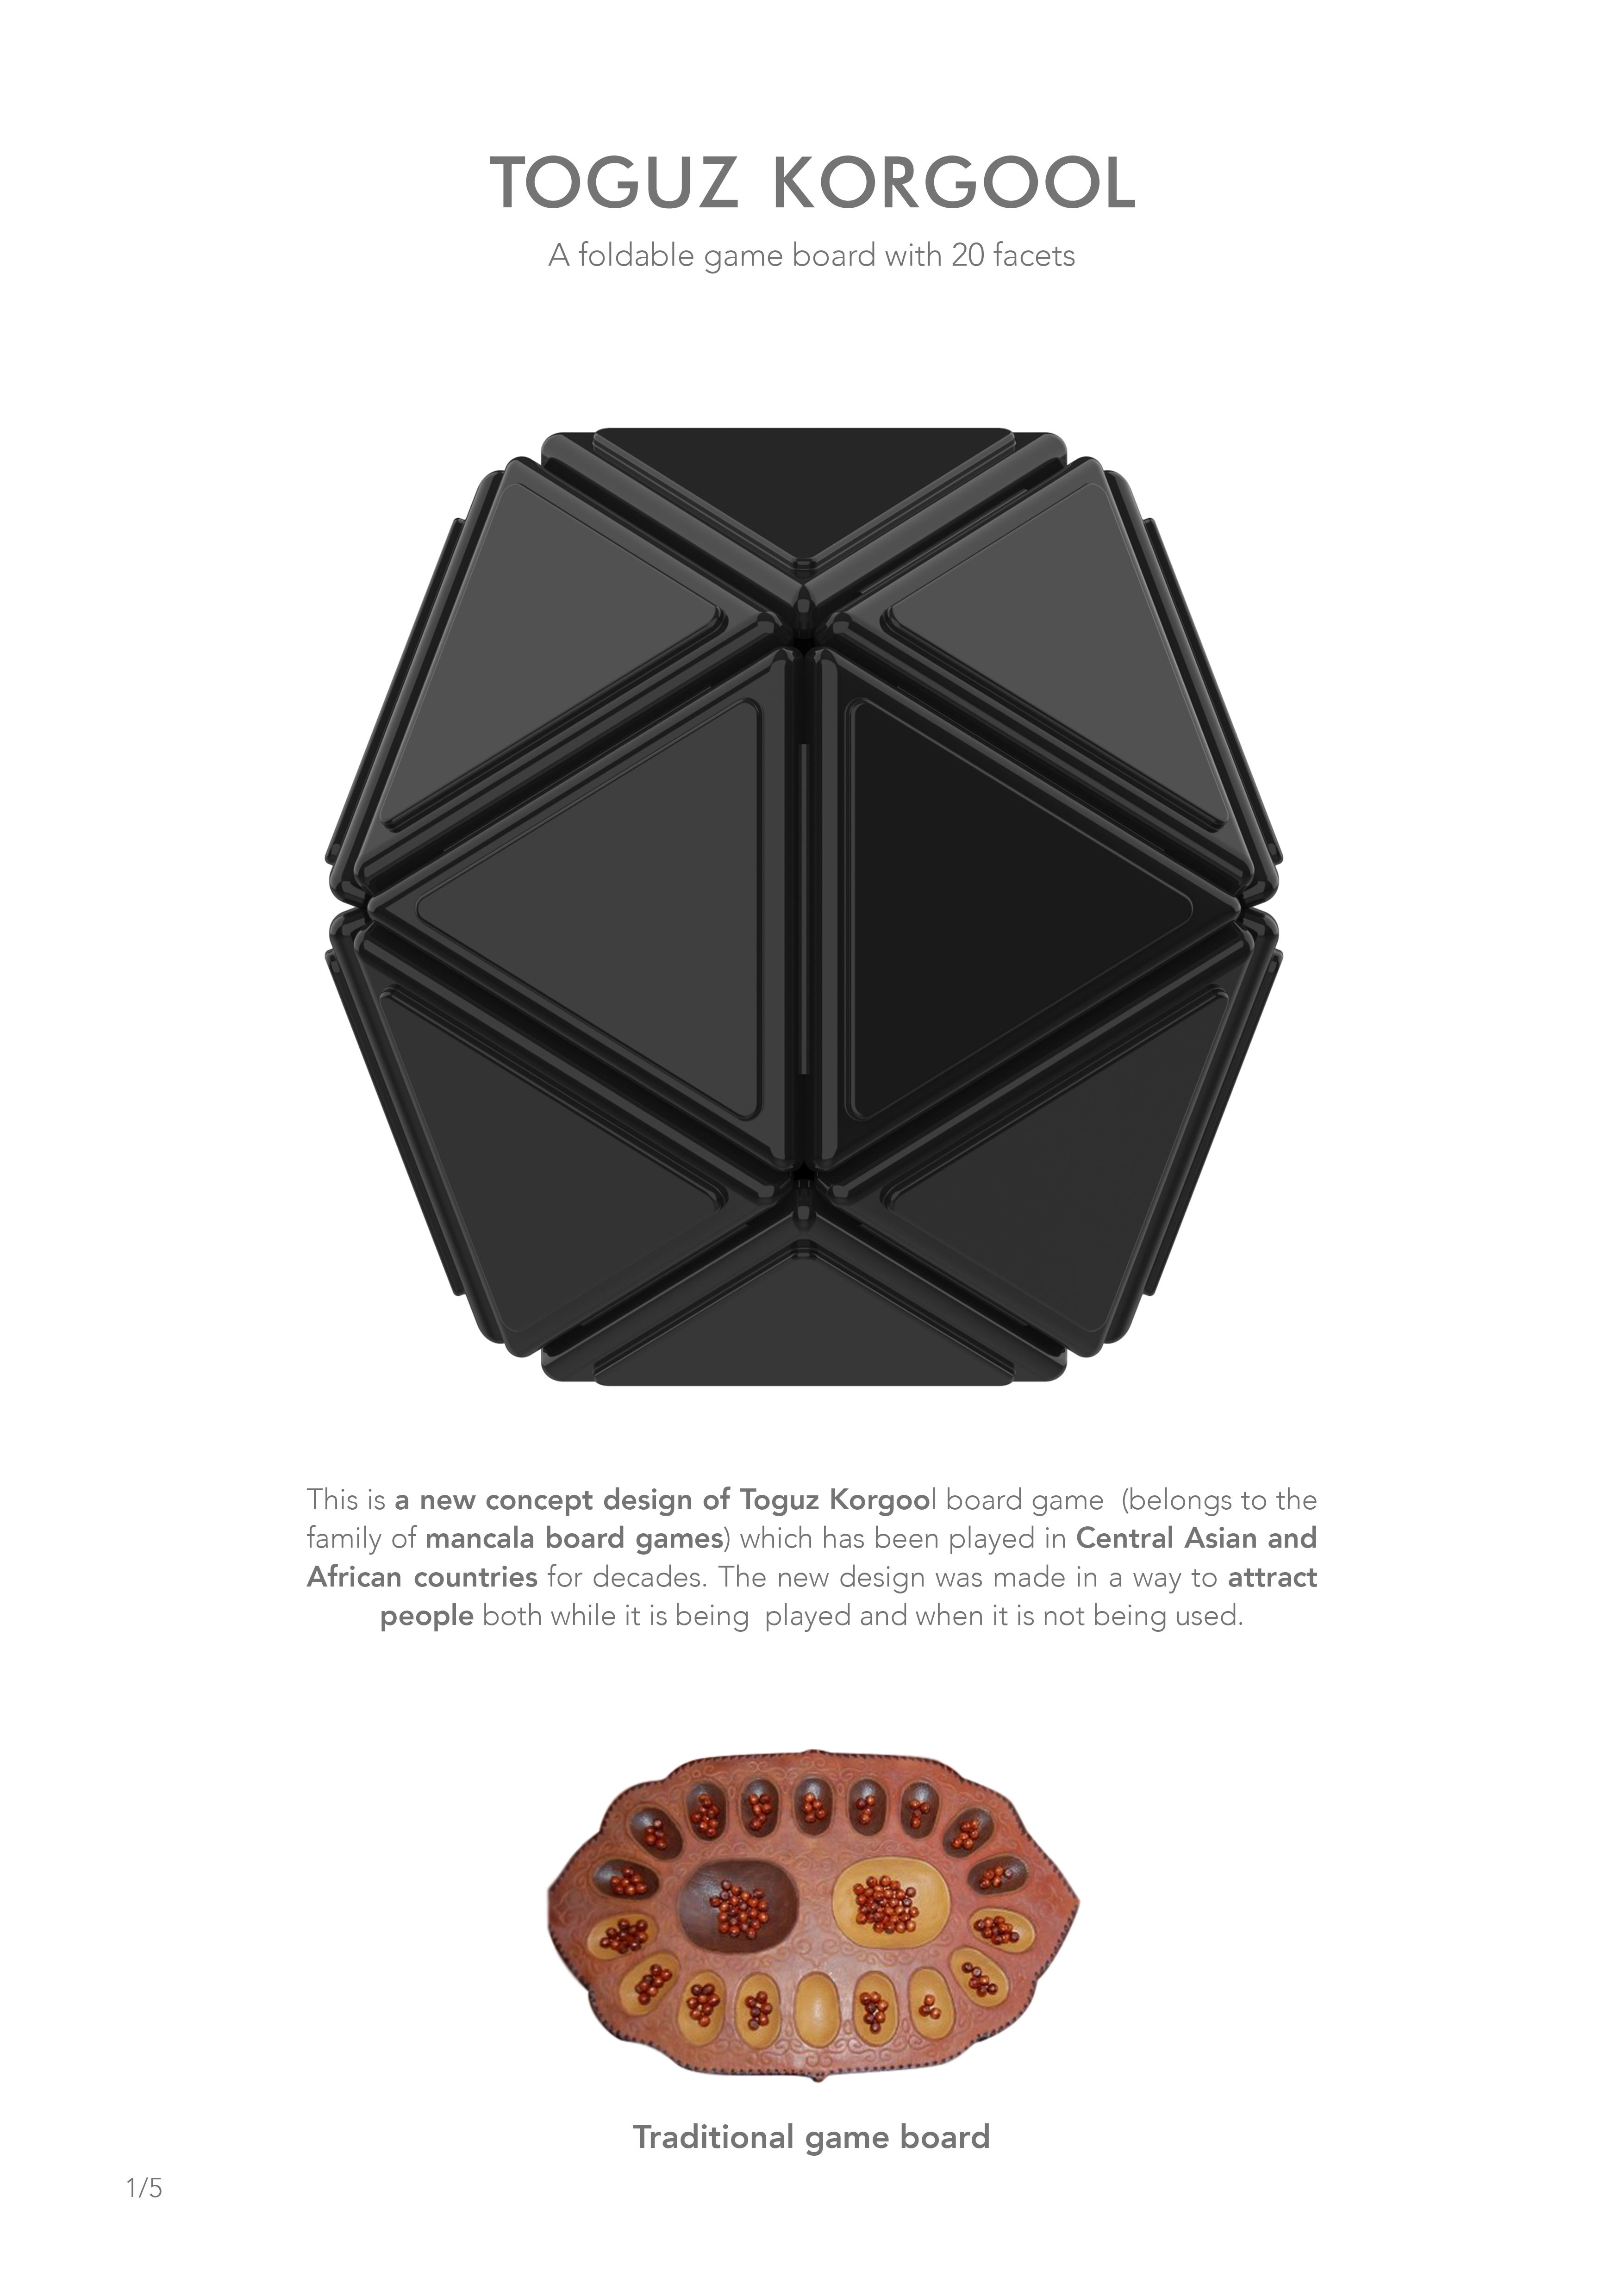 TOGUZ KORGOOL
A foldable game board with 20 facets
This is a new concept design of Toguz Korgool board game (belongs to the
family of mancala board games) which has been played in Central Asian and
African countries for decades. The new design was made in a way to attract
people both while it is being played and when it is not being used.
Traditional game board
1/5